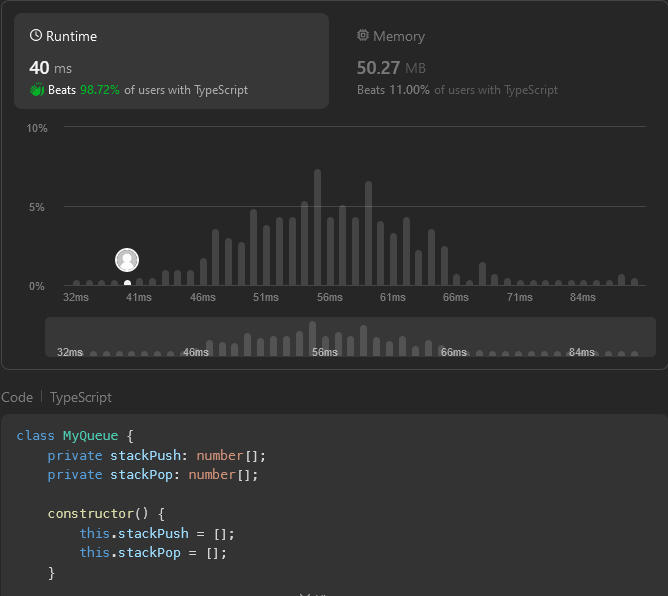 Runtime
Memory
40 ms
50.27 MB
Beats 98.72% of users with TypeScript
Beats 11.00% of users with TypeScript
10%
5%
0%
32ms 41ms 46ms 51ms 56ms 61ms 66ms 71ms 84ms
32ms 46ms 56ms 66ms 84ms
Code | TypeScript
class MyQueue {
    private stackPush: number[];
    private stackPop: number[];
    constructor() {
        this.stackPush = [];
        this.stackPop = [];
    }